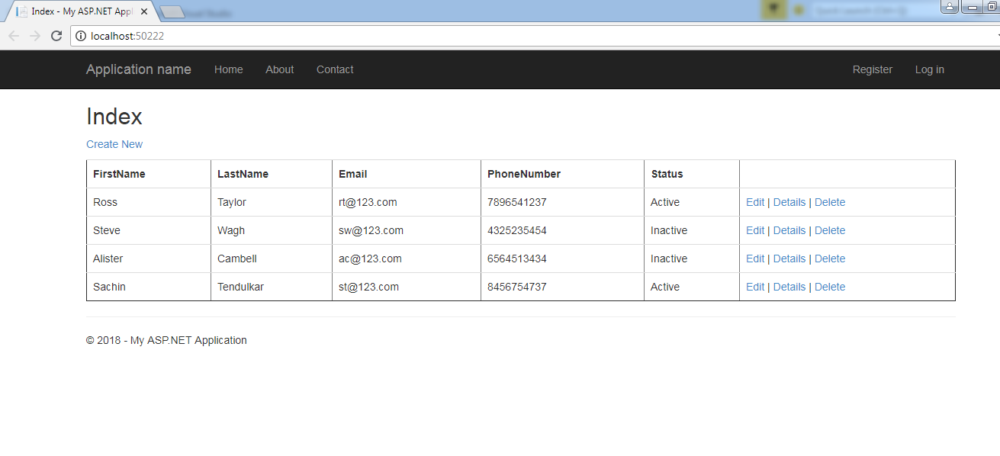 Index - My ASP.NET Appl
localhost:50222
Application name Home About Contact Register Log in
Index
Create New
FirstName LastName Email PhoneNumber Status
Ross Taylor rt@123.com 7896541237 Active Edit | Details | Delete
Steve Wagh sw@123.com 4325235454 Inactive Edit | Details | Delete
Alister Cambell ac@123.com 6564513434 Inactive Edit | Details | Delete
Sachin Tendulkar st@123.com 8456754737 Active Edit | Details | Delete
© 2018 - My ASP.NET Application